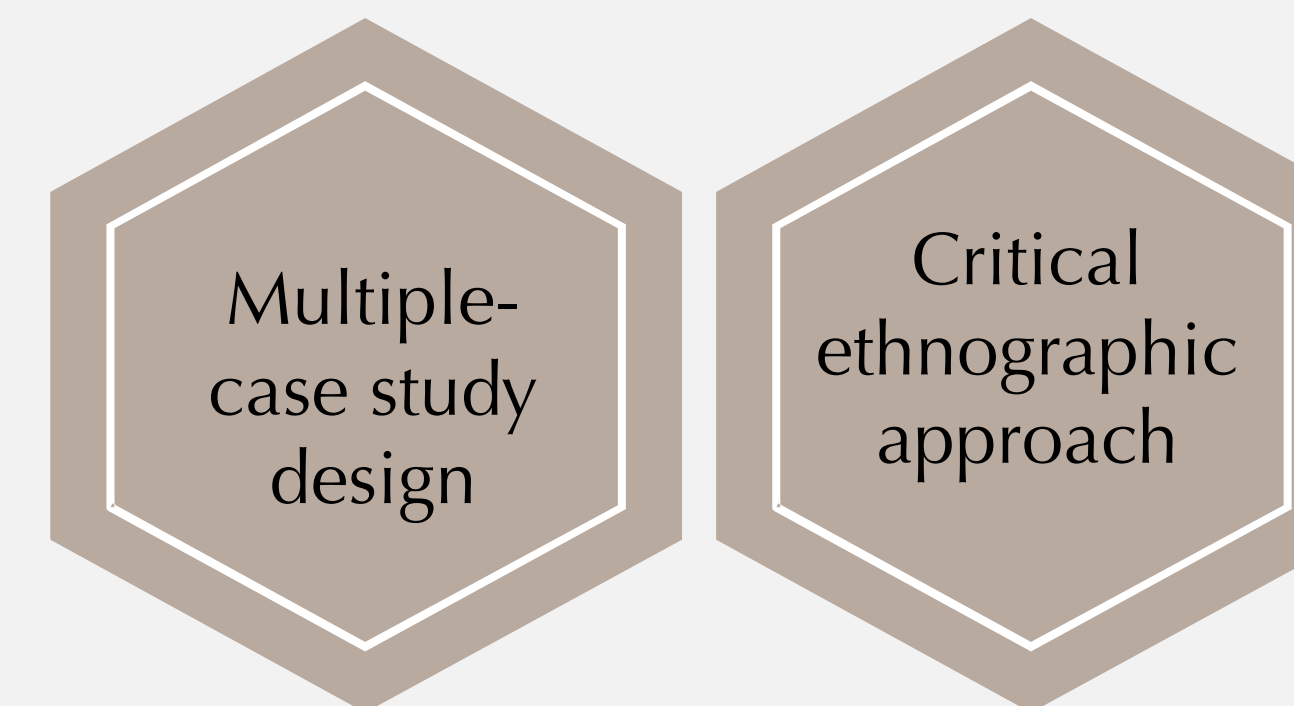 Multiple-
case study
design
Critical
ethnographic
approach